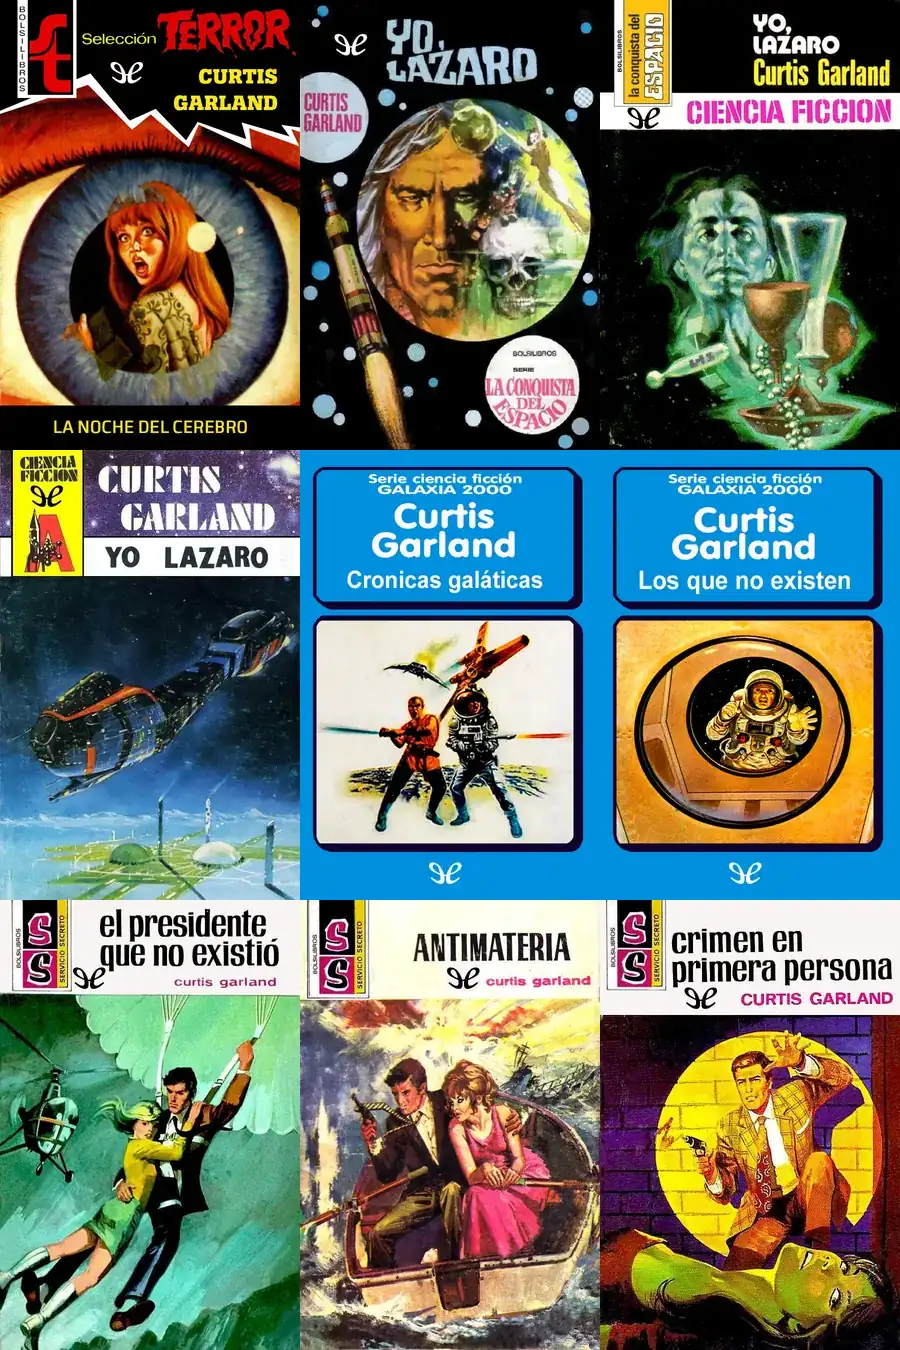 BOLSILIBROS
Selección TERROR
CURTIS
GARLAND
LA NOCHE DEL CEREBRO
YO,
LAZARO
CURTIS
GARLAND
BOLSILIBROS
SERIE
LA CONQUISTA
DEL
ESPACIO
BOLSILIBROS
la conquista del
ESPACIO
YO,
LAZARO
Curtis Garland
CIENCIA FICCION
CIENCIA
FICCION
CURTIS
GARLAND
YO LAZARO
Serie ciencia ficción
GALAXIA 2000
Curtis
Garland
Cronicas galáticas
Serie ciencia ficción
GALAXIA 2000
Curtis
Garland
Los que no existen
BOLSILIBROS
SS
SERVICIO SECRETO
el presidente
que no existió
curtis garland
BOLSILIBROS
SS
SERVICIO SECRETO
ANTIMATERIA
curtis garland
BOLSILIBROS
SS
SERVICIO SECRETO
crimen en
primera persona
CURTIS GARLAND